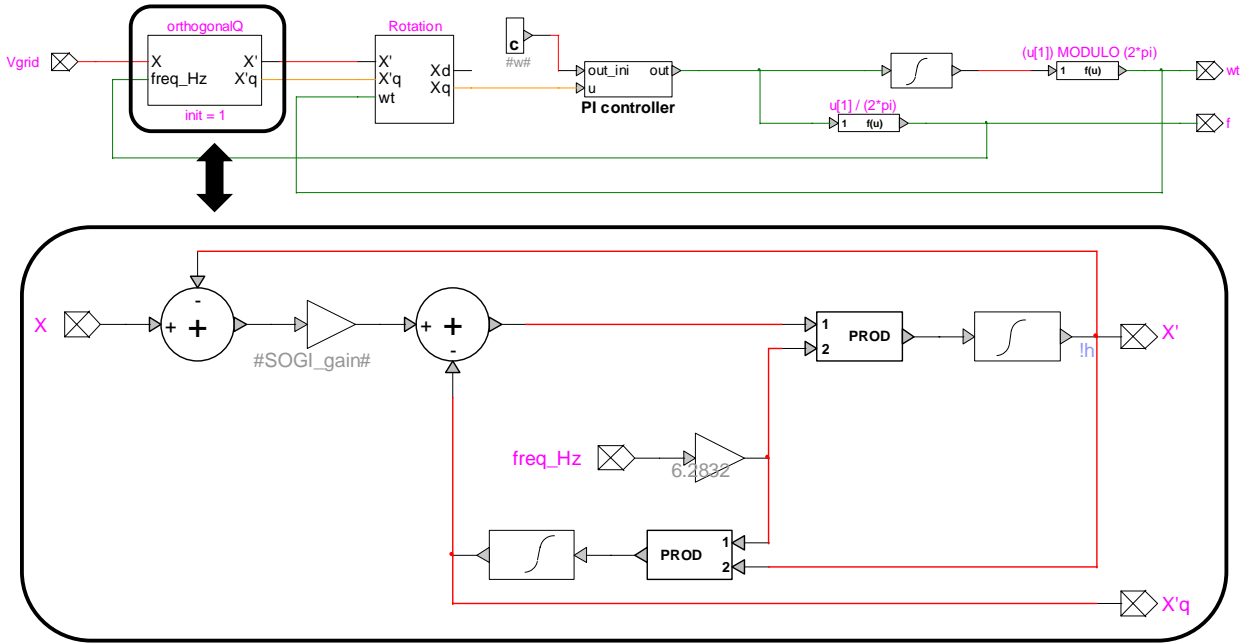 orthogonalQ
Rotation
(u[1]) MODULO (2*pi)
Vgrid
X
X'
X'
c
freq_Hz
X'q
X'q
Xd
#w#
out_ini
out
1
f(u)
wt
wt
Xq
u
PI controller
u[1] / (2*pi)
init = 1
1
f(u)
f
-
+
+
+
+
-
X
#SOGI_gain#
1
2
PROD
!h
X'
freq_Hz
6.2832
PROD
1
2
X'q